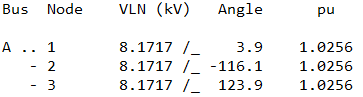 Bus  Node     VLN (kV)   Angle     pu
A .. 1       8.1717 /_    3.9    1.0256
   - 2       8.1717 /_ -116.1    1.0256
   - 3       8.1717 /_  123.9    1.0256